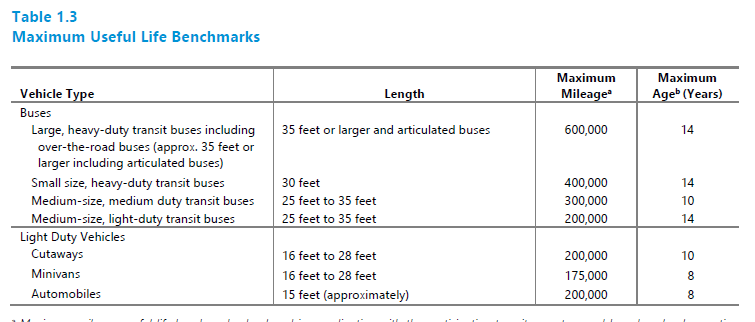 Table 1.3
Maximum Useful Life Benchmarks
Maximum Maximum
Vehicle Type Length Mileageᵃ Ageᵇ (Years)
Buses
Large, heavy-duty transit buses including 35 feet or larger and articulated buses 600,000 14
over-the-road buses (approx. 35 feet or
larger including articulated buses)
Small size, heavy-duty transit buses 30 feet 400,000 14
Medium-size, medium duty transit buses 25 feet to 35 feet 300,000 10
Medium-size, light-duty transit buses 25 feet to 35 feet 200,000 14
Light Duty Vehicles
Cutaways 16 feet to 28 feet 200,000 10
Minivans 16 feet to 28 feet 175,000 8
Automobiles 15 feet (approximately) 200,000 8